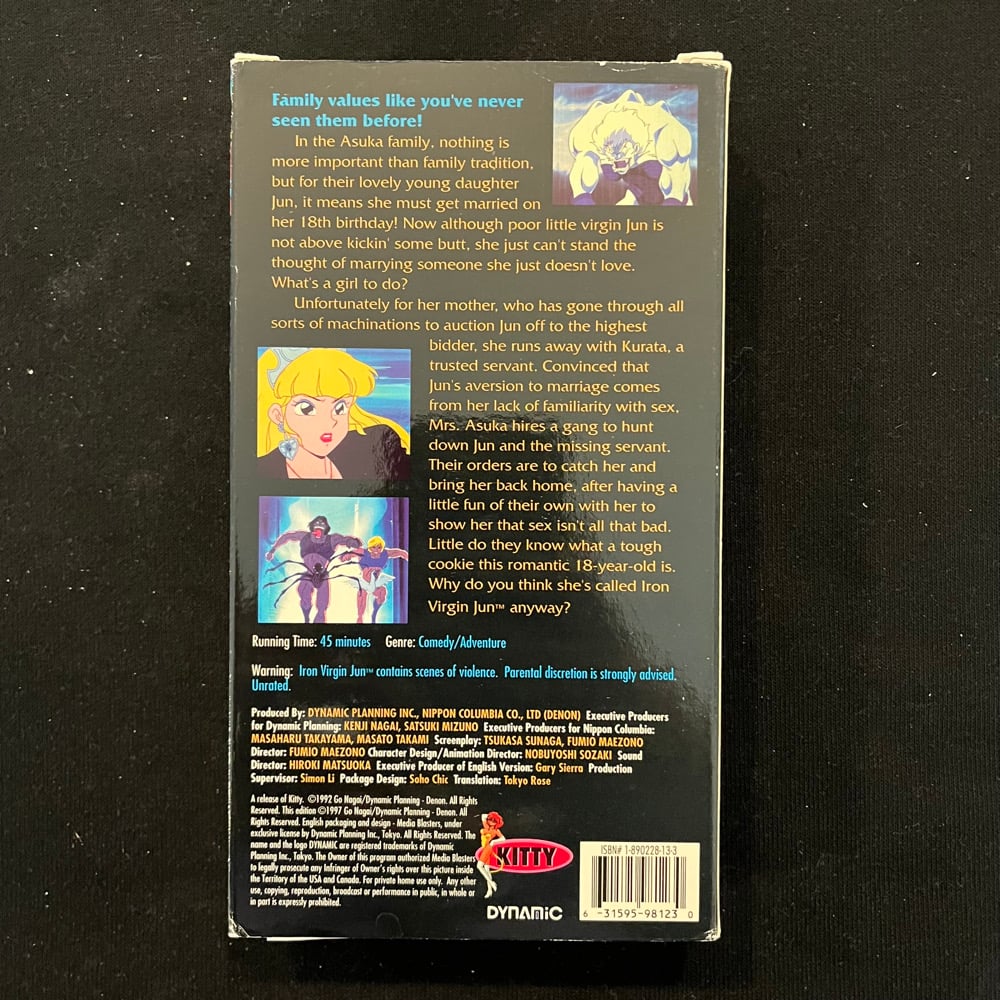 Family values like you've never
seen them before!
In the Asuka family, nothing is
more important than family tradition,
but for their lovely young daughter
Jun, it means she must get married on
her 18th birthday! Now although poor little virgin Jun is
not above kickin' some butt, she just can't stand the
thought of marrying someone she just doesn't love.
What's a girl to do?
Unfortunately for her mother, who has gone through all
sorts of machinations to auction Jun off to the highest
bidder, she runs away with Kurata, a
trusted servant. Convinced that
Jun's aversion to marriage comes
from her lack of familiarity with sex,
Mrs. Asuka hires a gang to hunt
down Jun and the missing servant.
Their orders are to catch her and
bring her back home, after having a
little fun of their own with her to
show her that sex isn't all that bad.
Little do they know what a tough
cookie this romantic 18-year-old is.
Why do you think she's called Iron
Virgin Jun™ anyway?
Running Time: 45 minutes Genre: Comedy/Adventure
Warning: Iron Virgin Jun™ contains scenes of violence. Parental discretion is strongly advised.
Unrated.
Produced By: DYNAMIC PLANNING INC., NIPPON COLUMBIA CO., LTD (DENON) Executive Producers
for Dynamic Planning: KENJI NAGAI, SATSUKI MIZUNO Executive Producers for Nippon Columbia:
MASAHARU TAKAYAMA, MASATO TAKAMI Screenplay: TSUKASA SUNAGA, FUMIO MAEZONO
Director: FUMIO MAEZONO Character Design/Animation Director: NOBUYOSHI SOZAKI Sound
Director: HIROKI MATSUOKA Executive Producer of English Version: Gary Sierra Production
Supervisor: Simon Li Package Design: Soho Chic Translation: Tokyo Rose
A release of Kitty. ©1992 Go Nagai/Dynamic Planning - Denon. All Rights
Reserved. This edition ©1997 Go Nagai/Dynamic Planning - Denon. All
Rights Reserved. English packaging and design - Media Blasters, under
exclusive license by Dynamic Planning Inc., Tokyo. All Rights Reserved. The
name and the logo DYNAMIC are registered trademarks of Dynamic
Planning Inc., Tokyo. The Owner of this program authorized Media Blasters
to legally prosecute any Infringer of Owner's rights over this picture inside
the Territory of the USA and Canada. For private home use only. Any other
use, copying, reproduction, broadcast or performance in public, in whole or
in part is expressly prohibited.
KITTY
DYNAMIC
ISBN# 1-890228-13-3
6 -31595-98123 0